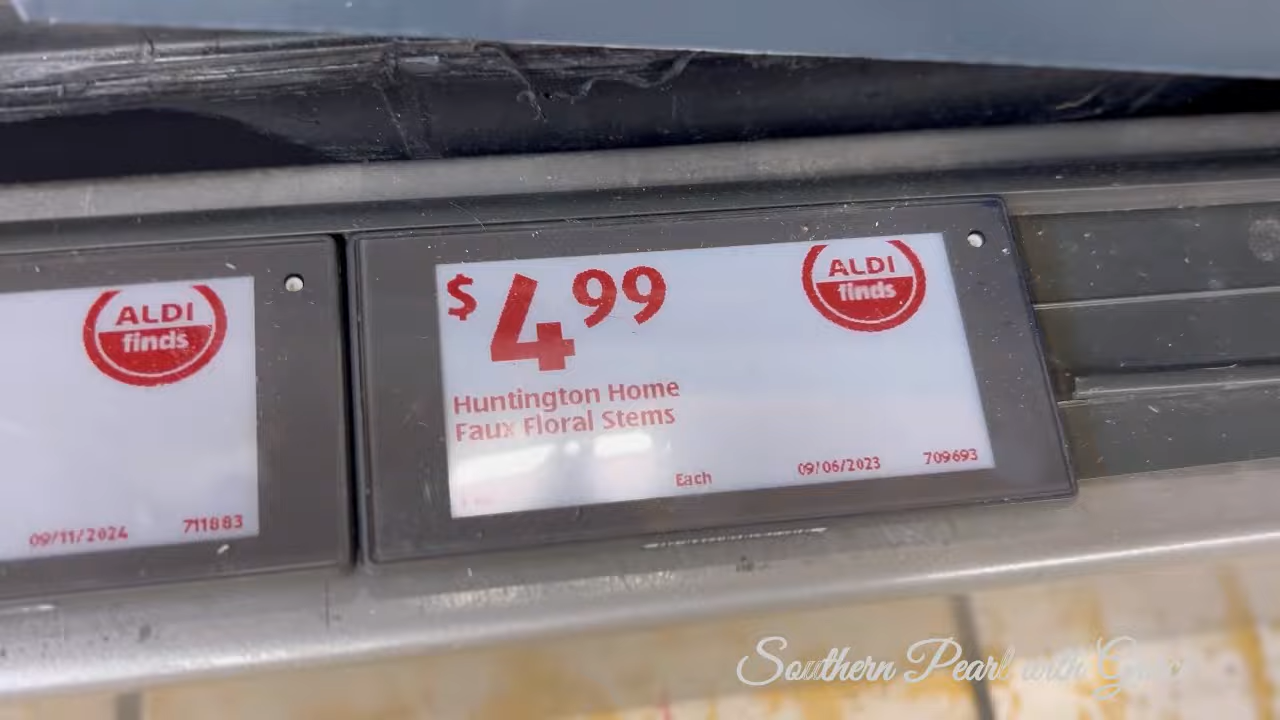 ALDI
finds
09/11/2024 711883
$4.99
ALDI
finds
Huntington Home
Faux Floral Stems
Each 09/06/2023 709693
Southern Pearl with